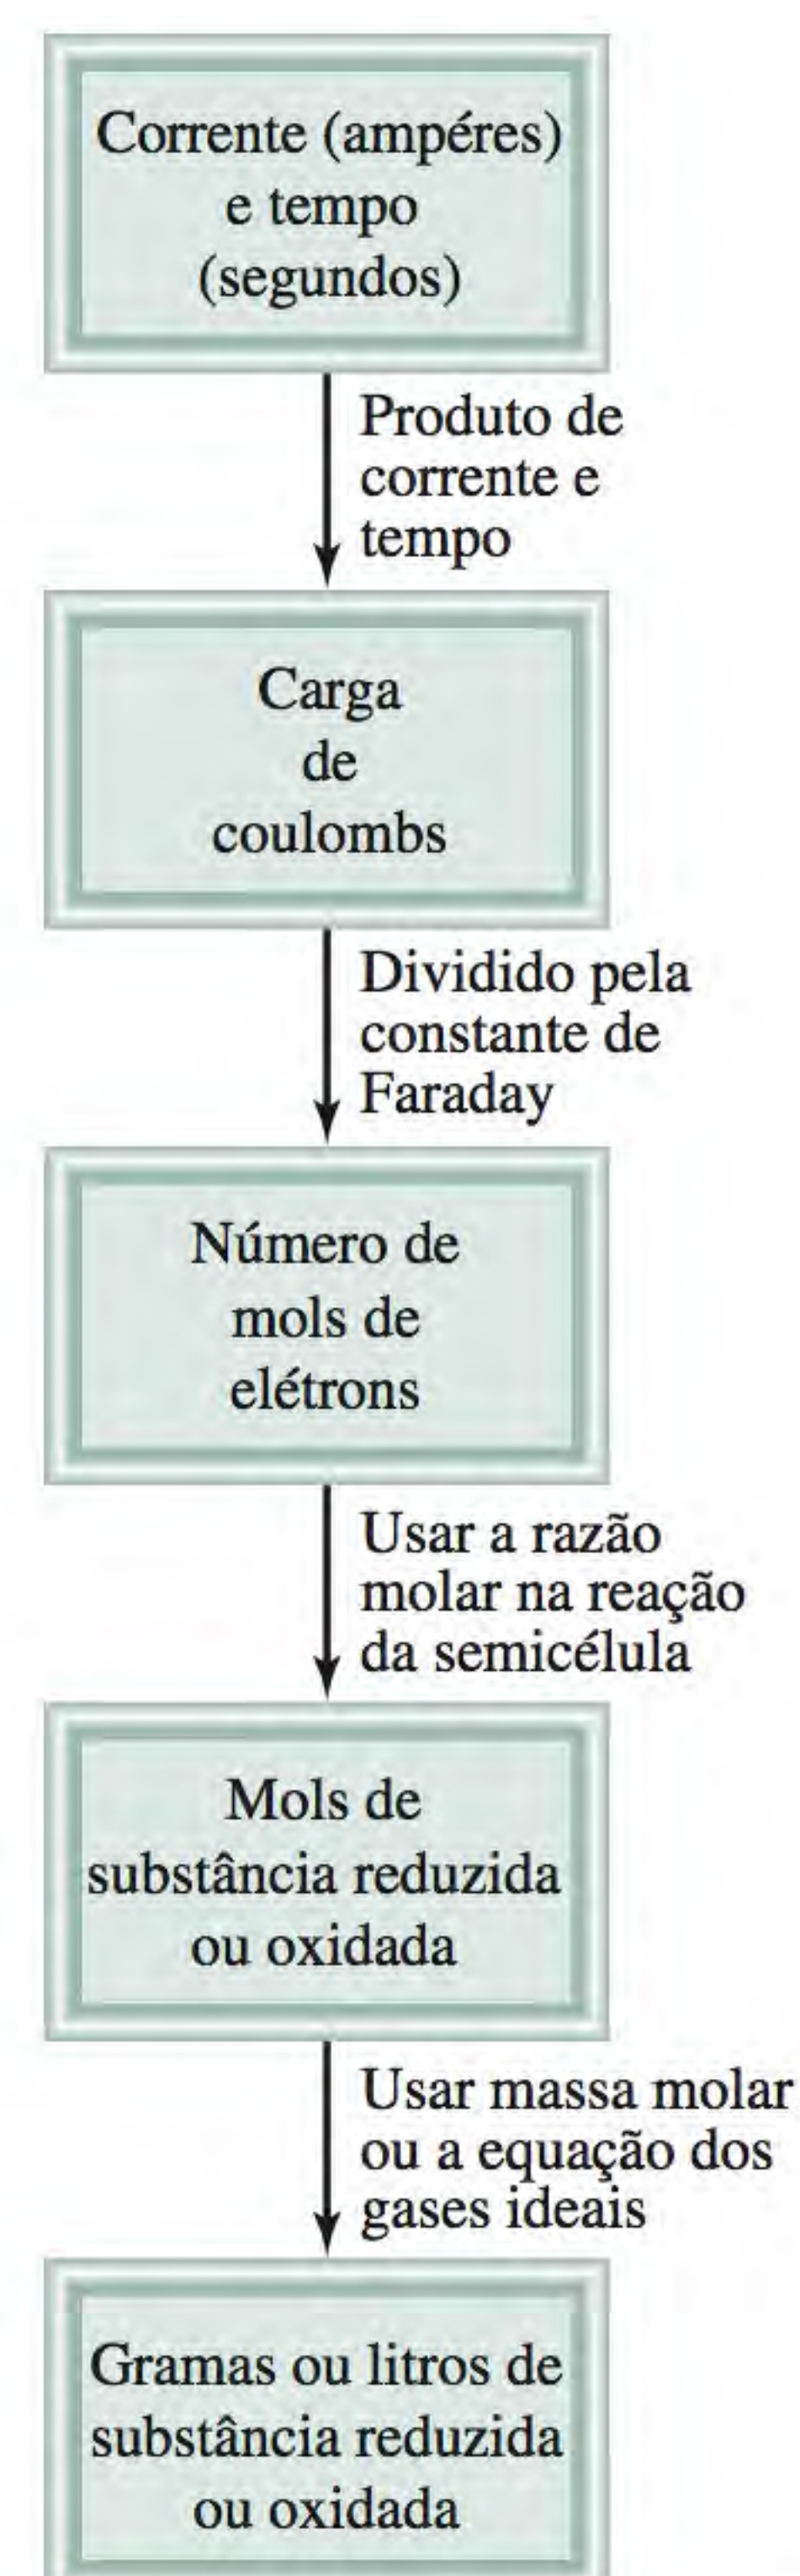 Corrente (ampéres)
e tempo
(segundos)
Produto de
corrente e
tempo
Carga
de
coulombs
Dividido pela
constante de
Faraday
Número de
mols de
elétrons
Usar a razão
molar na reação
da semicélula
Mols de
substância reduzida
ou oxidada
Usar massa molar
ou a equação dos
gases ideais
Gramas ou litros de
substância reduzida
ou oxidada